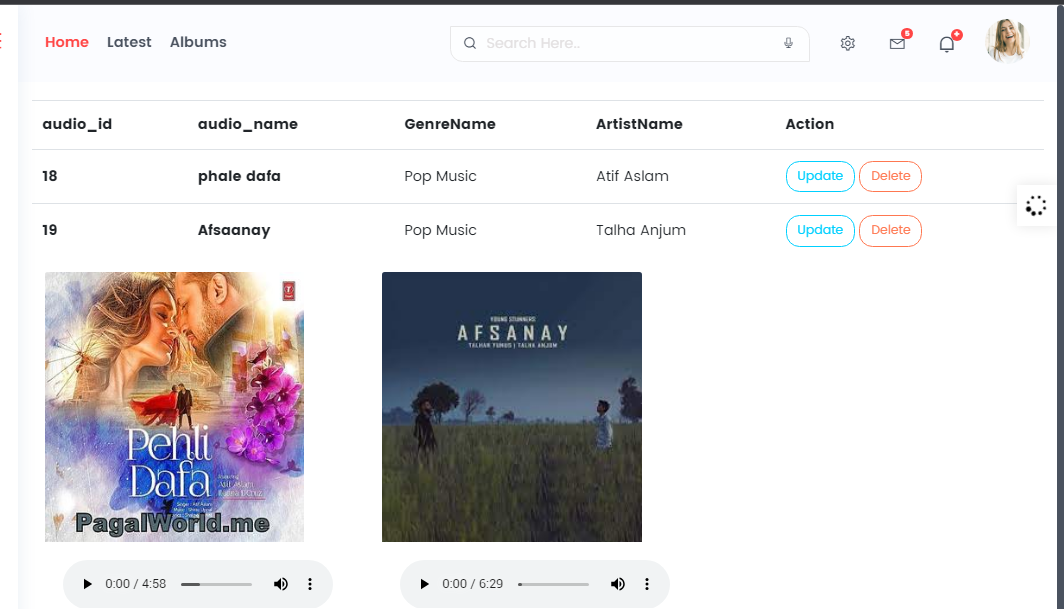 Home Latest Albums Search Here.. 5
audio_id audio_name GenreName ArtistName Action
18 phale dafa Pop Music Atif Aslam Update Delete
19 Afsaanay Pop Music Talha Anjum Update Delete
T
YOUNG STUNNERS
AFSANAY
TALHAH YUNUS | TALHA ANJUM
Pehli
Dafa
Atif Aslam
PagalWorld.me
0:00 / 4:58 0:00 / 6:29